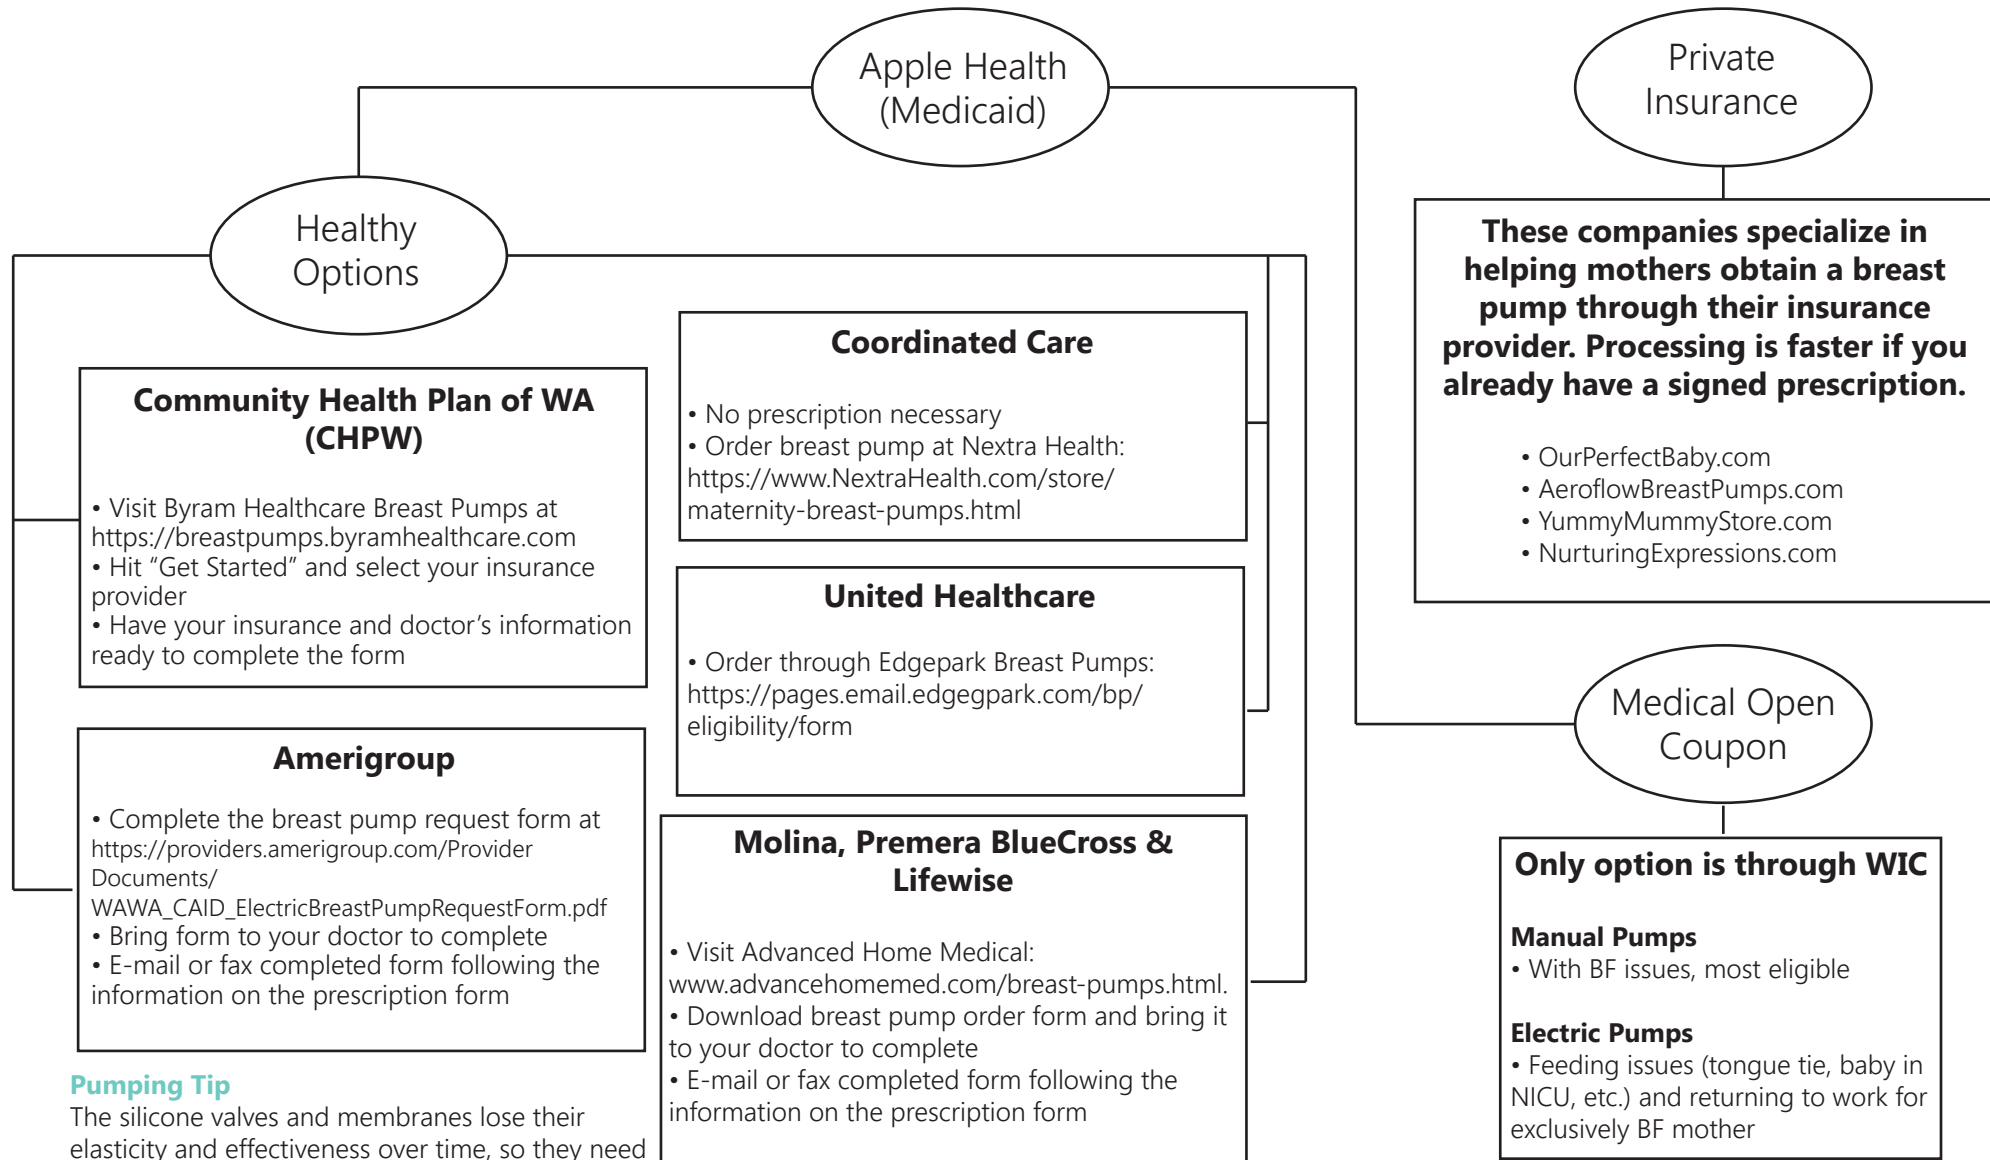 Apple Health
(Medicaid)
Private
Insurance
Healthy
Options
These companies specialize in
helping mothers obtain a breast
pump through their insurance
provider. Processing is faster if you
already have a signed prescription.
• OurPerfectBaby.com
• AeroflowBreastPumps.com
• YummyMummyStore.com
• NurturingExpressions.com
Community Health Plan of WA
(CHPW)
• Visit Byram Healthcare Breast Pumps at
https://breastpumps.byramhealthcare.com
• Hit “Get Started” and select your insurance
provider
• Have your insurance and doctor’s information
ready to complete the form
Coordinated Care
• No prescription necessary
• Order breast pump at Nextra Health:
https://www.NextraHealth.com/store/
maternity-breast-pumps.html
United Healthcare
• Order through Edgepark Breast Pumps:
https://pages.email.edgegpark.com/bp/
eligibility/form
Medical Open
Coupon
Amerigroup
• Complete the breast pump request form at
https://providers.amerigroup.com/Provider
Documents/
WAWA_CAID_ElectricBreastPumpRequestForm.pdf
• Bring form to your doctor to complete
• E-mail or fax completed form following the
information on the prescription form
Molina, Premera BlueCross &
Lifewise
• Visit Advanced Home Medical:
www.advancehomemed.com/breast-pumps.html.
• Download breast pump order form and bring it
to your doctor to complete
• E-mail or fax completed form following the
information on the prescription form
Only option is through WIC
Manual Pumps
• With BF issues, most eligible
Electric Pumps
• Feeding issues (tongue tie, baby in
NICU, etc.) and returning to work for
exclusively BF mother
Pumping Tip
The silicone valves and membranes lose their
elasticity and effectiveness over time, so they need